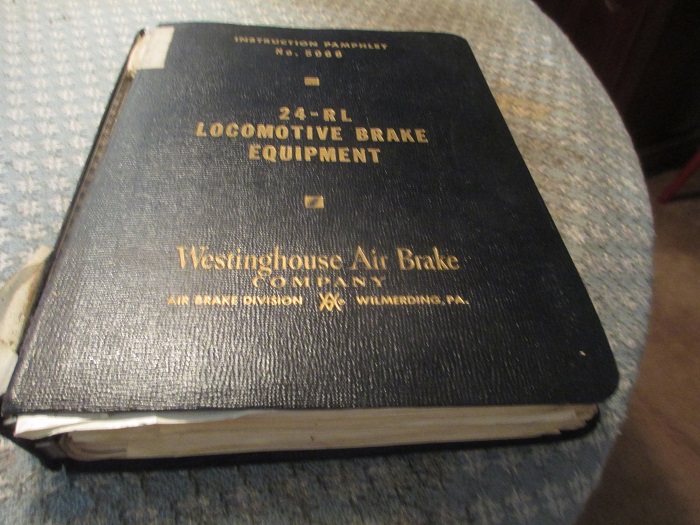 INSTRUCTION PAMPHLET
No. 5066
24-RL
LOCOMOTIVE BRAKE
EQUIPMENT
Westinghouse Air Brake
COMPANY
AIR BRAKE DIVISION WILMERDING, PA.